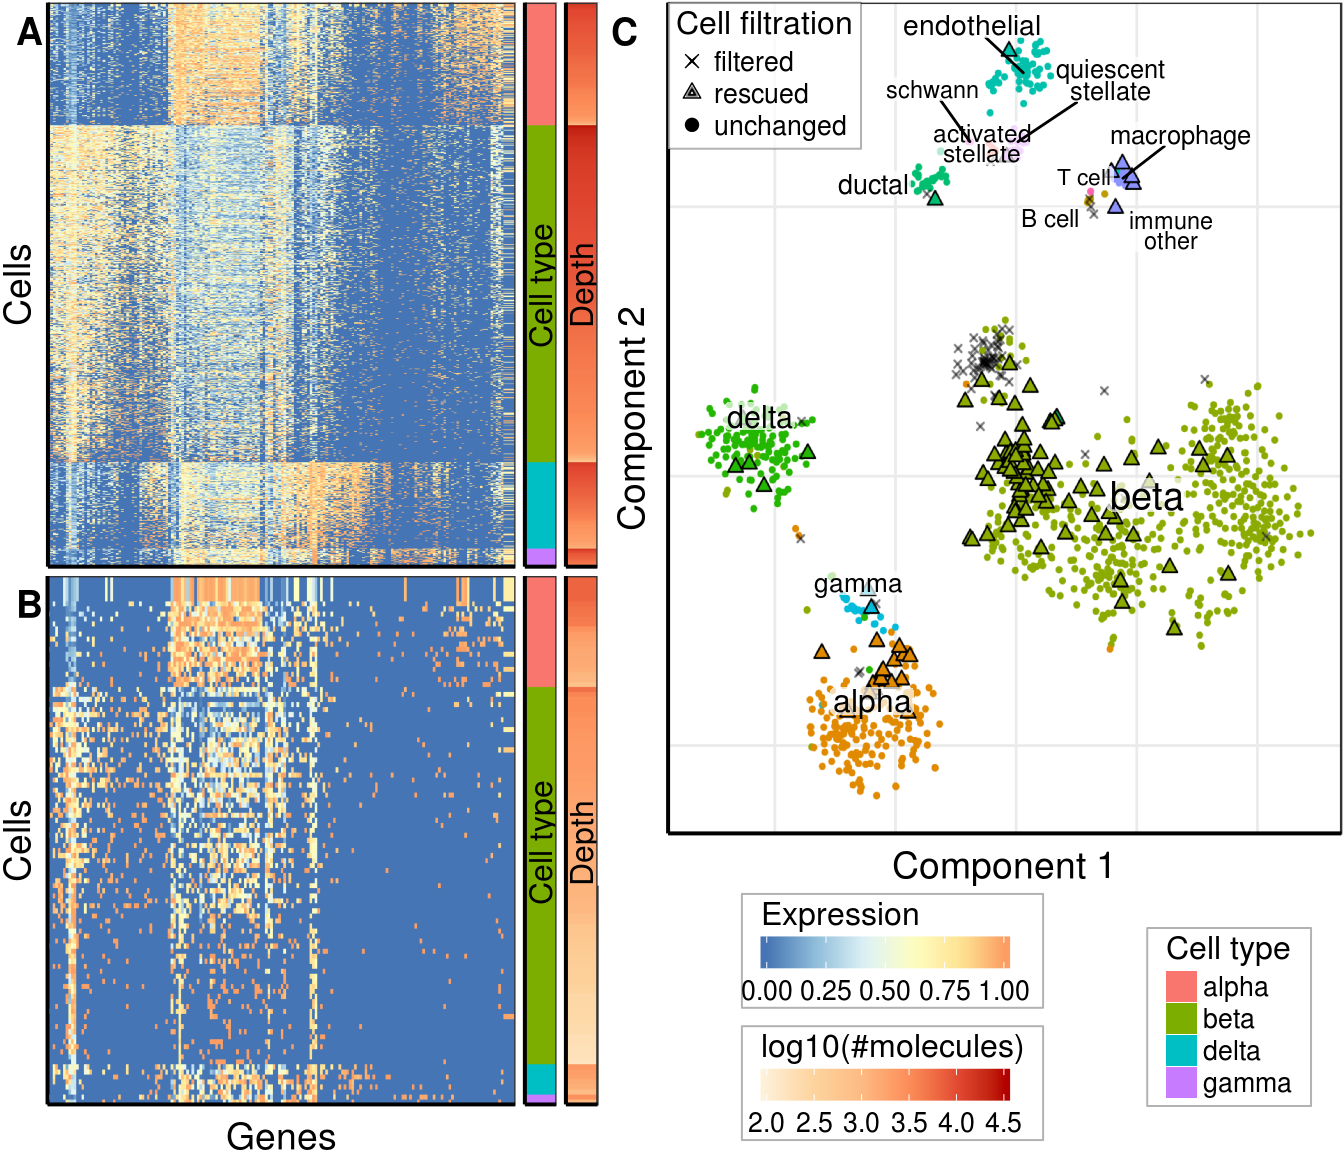 A
Cells
Cell type
Depth
B
Cells
Cell type
Depth
Genes
C
Cell filtration
filtered
rescued
unchanged
endothelial
quiescent
stellate
schwann
activated
stellate
macrophage
ductal
T cell
B cell
immune
other
delta
beta
gamma
alpha
Component 2
Component 1
Expression
0.00 0.25 0.50 0.75 1.00
log10(#molecules)
2.0 2.5 3.0 3.5 4.0 4.5
Cell type
alpha
beta
delta
gamma